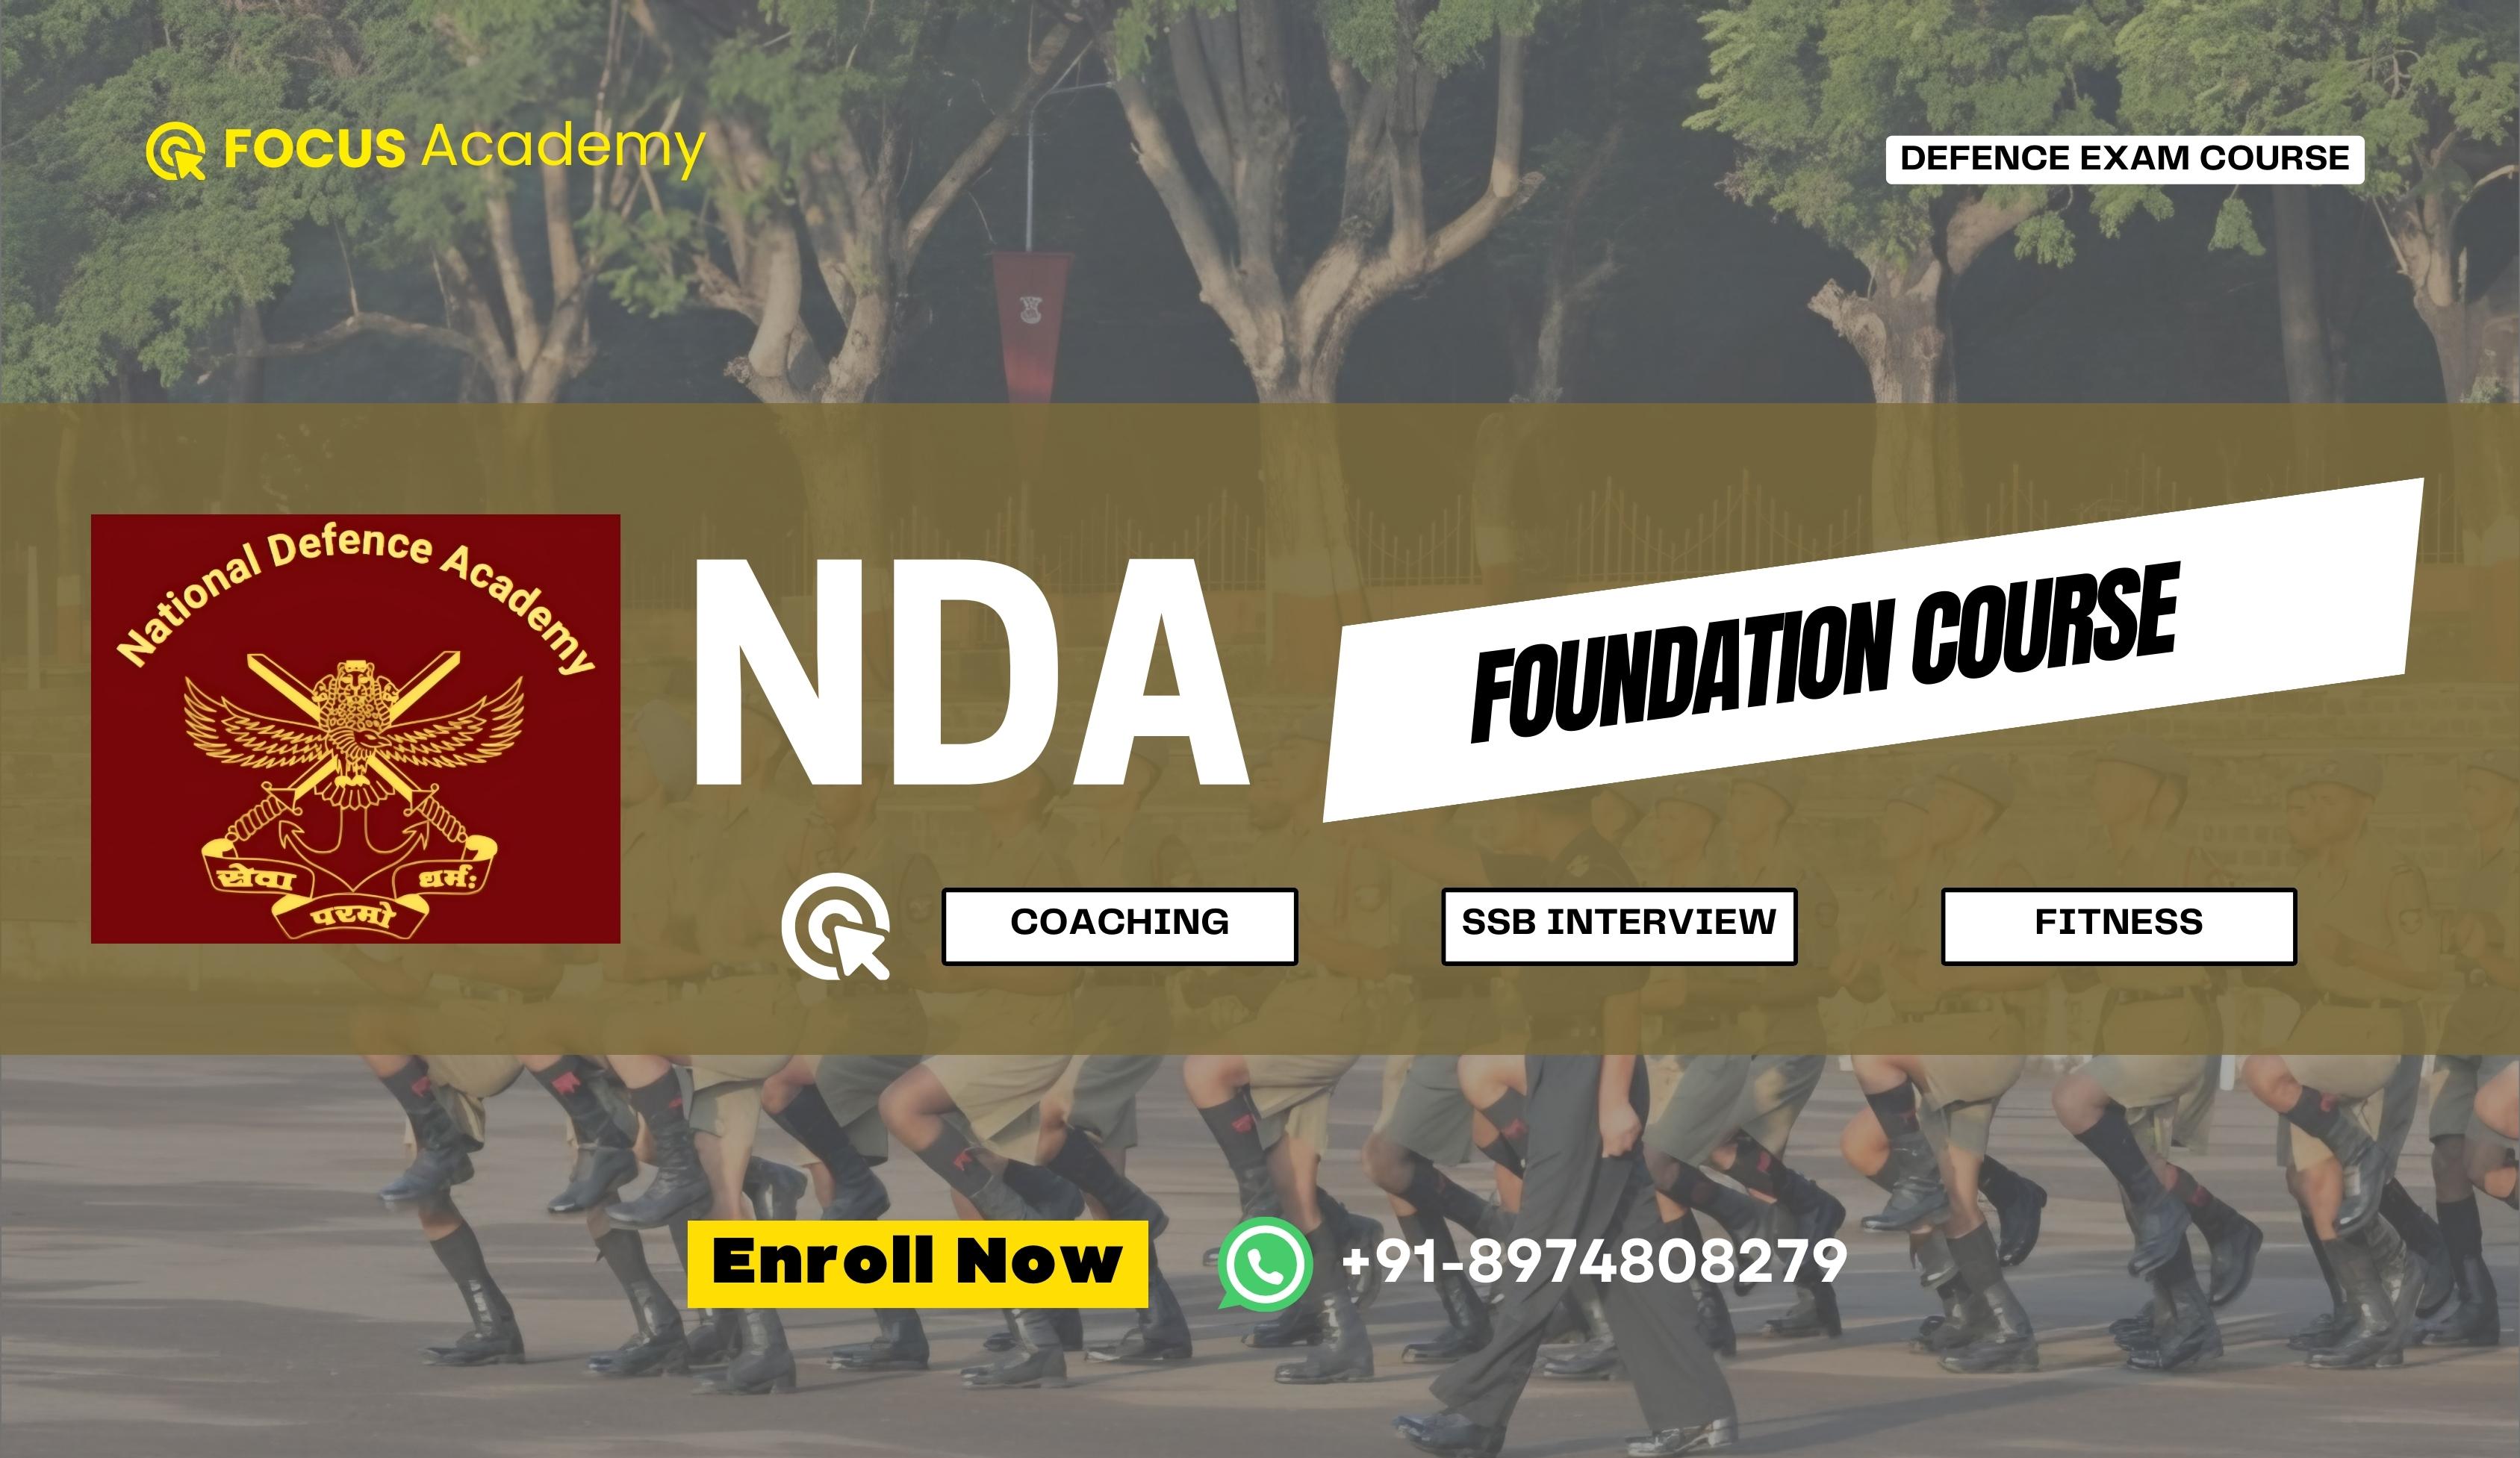 FOCUS Academy
DEFENCE EXAM COURSE
National Defence Academy
सेवा
परमो
धर्मः
NDA
FOUNDATION COURSE
COACHING
SSB INTERVIEW
FITNESS
Enroll Now
+91-8974808279